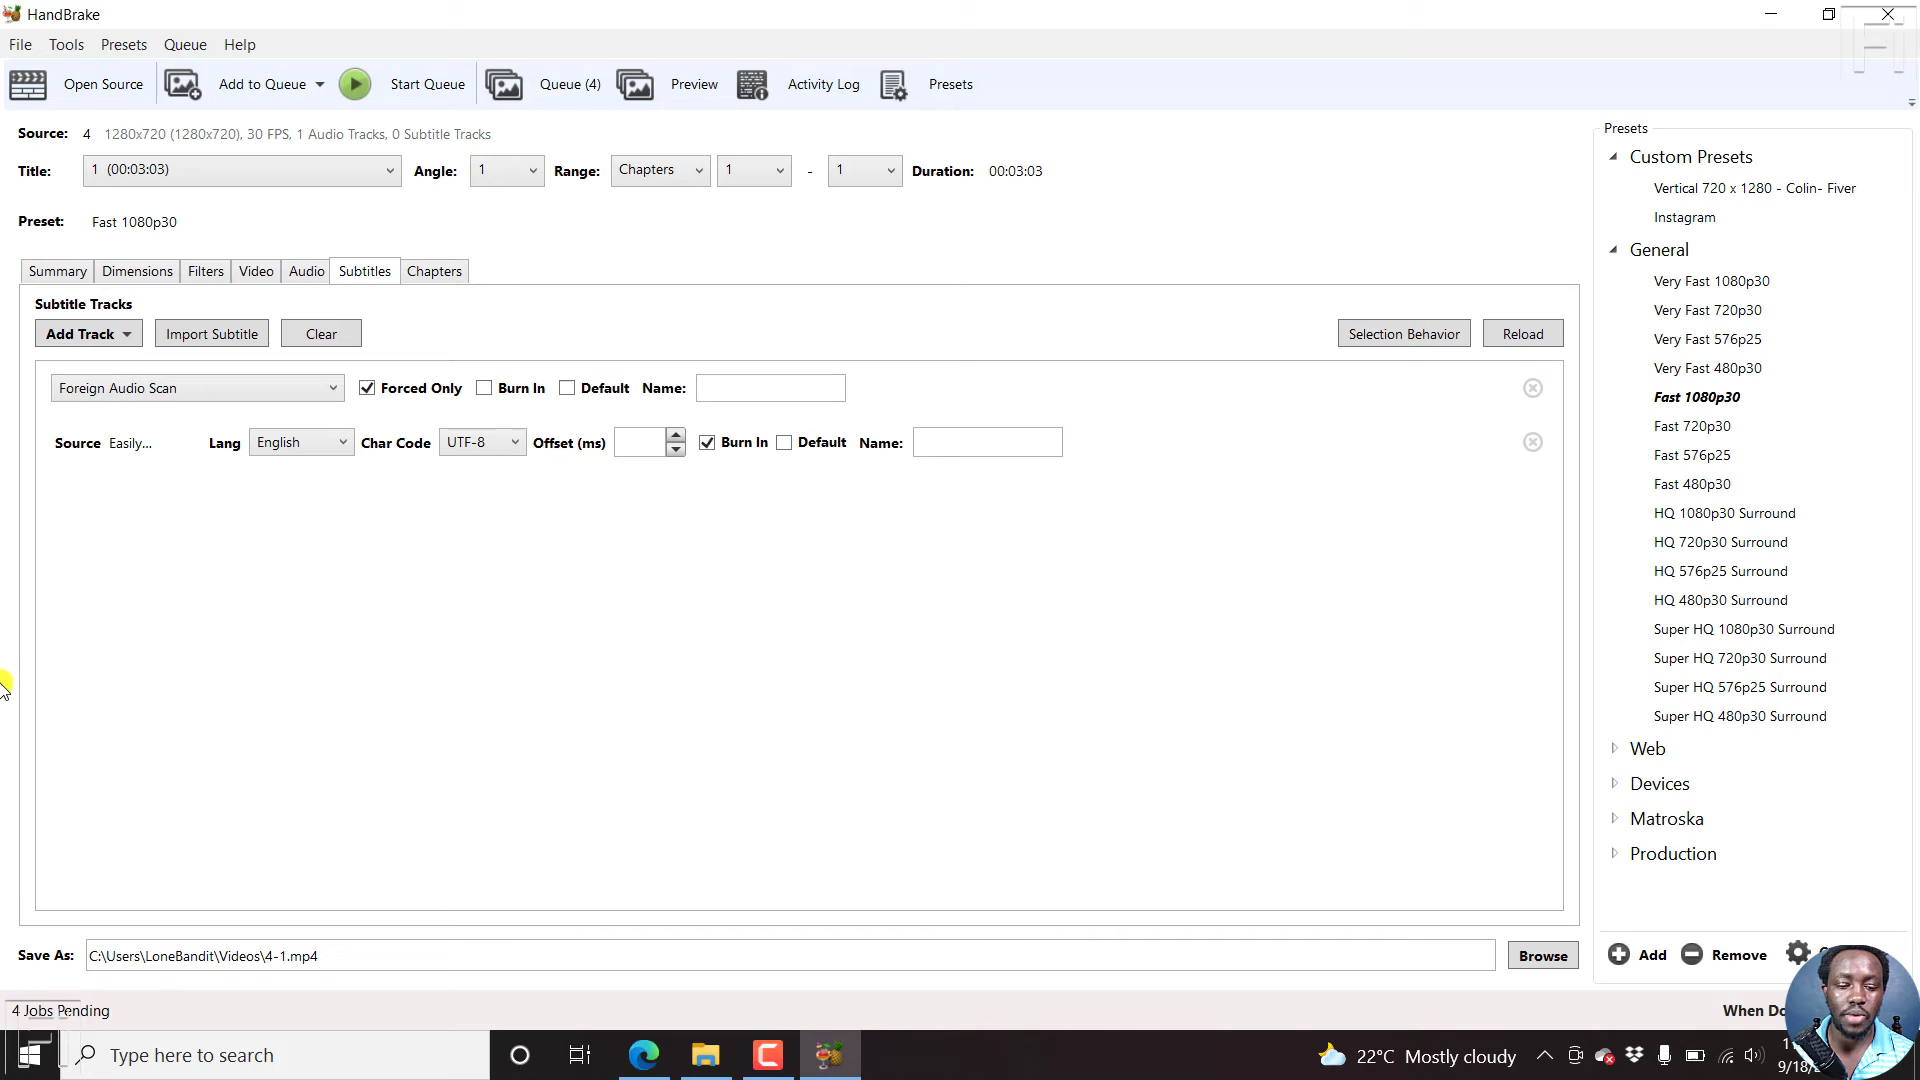 HandBrake
File Tools Presets Queue Help
Open Source Add to Queue Start Queue Queue (4) Preview Activity Log Presets
Source: 4 1280x720 (1280x720), 30 FPS, 1 Audio Tracks, 0 Subtitle Tracks
Title: 1 (00:03:03) Angle: 1 Range: Chapters 1 - 1 Duration: 00:03:03
Preset: Fast 1080p30
Summary Dimensions Filters Video Audio Subtitles Chapters
Subtitle Tracks
Add Track Import Subtitle Clear Selection Behavior Reload
Foreign Audio Scan Forced Only Burn In Default Name:
Source Easily... Lang English Char Code UTF-8 Offset (ms) Burn In Default Name:
Save As: C:\Users\LoneBandit\Videos\4-1.mp4 Browse
4 Jobs Pending
When Do
Presets
Custom Presets
Vertical 720 x 1280 - Colin- Fiver
Instagram
General
Very Fast 1080p30
Very Fast 720p30
Very Fast 576p25
Very Fast 480p30
Fast 1080p30
Fast 720p30
Fast 576p25
Fast 480p30
HQ 1080p30 Surround
HQ 720p30 Surround
HQ 576p25 Surround
HQ 480p30 Surround
Super HQ 1080p30 Surround
Super HQ 720p30 Surround
Super HQ 576p25 Surround
Super HQ 480p30 Surround
Web
Devices
Matroska
Production
Add Remove
Type here to search
22°C Mostly cloudy
9/18/